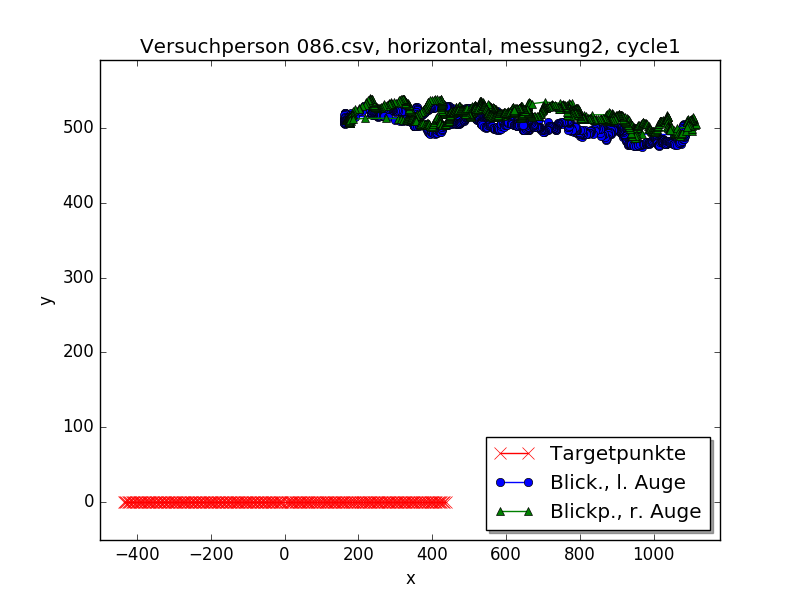 Versuchperson 086.csv, horizontal, messung2, cycle1
500
400
300
200
100
0
y
−400 −200 0 200 400 600 800 1000
x
Targetpunkte
Blick., l. Auge
Blickp., r. Auge